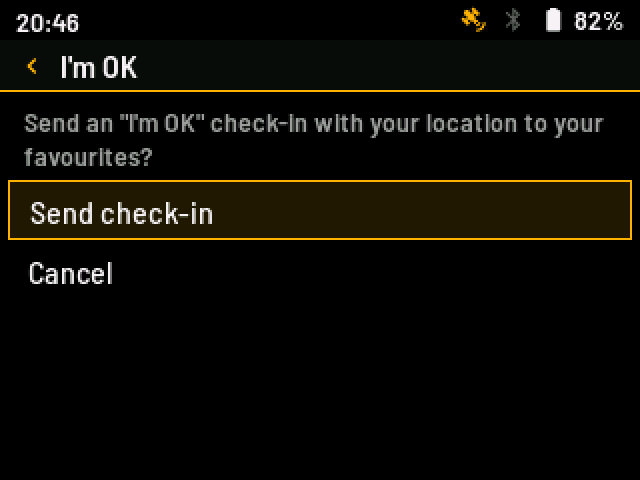 20:46 82%
I'm OK
Send an "I'm OK" check-in with your location to your
favourites?
Send check-in
Cancel